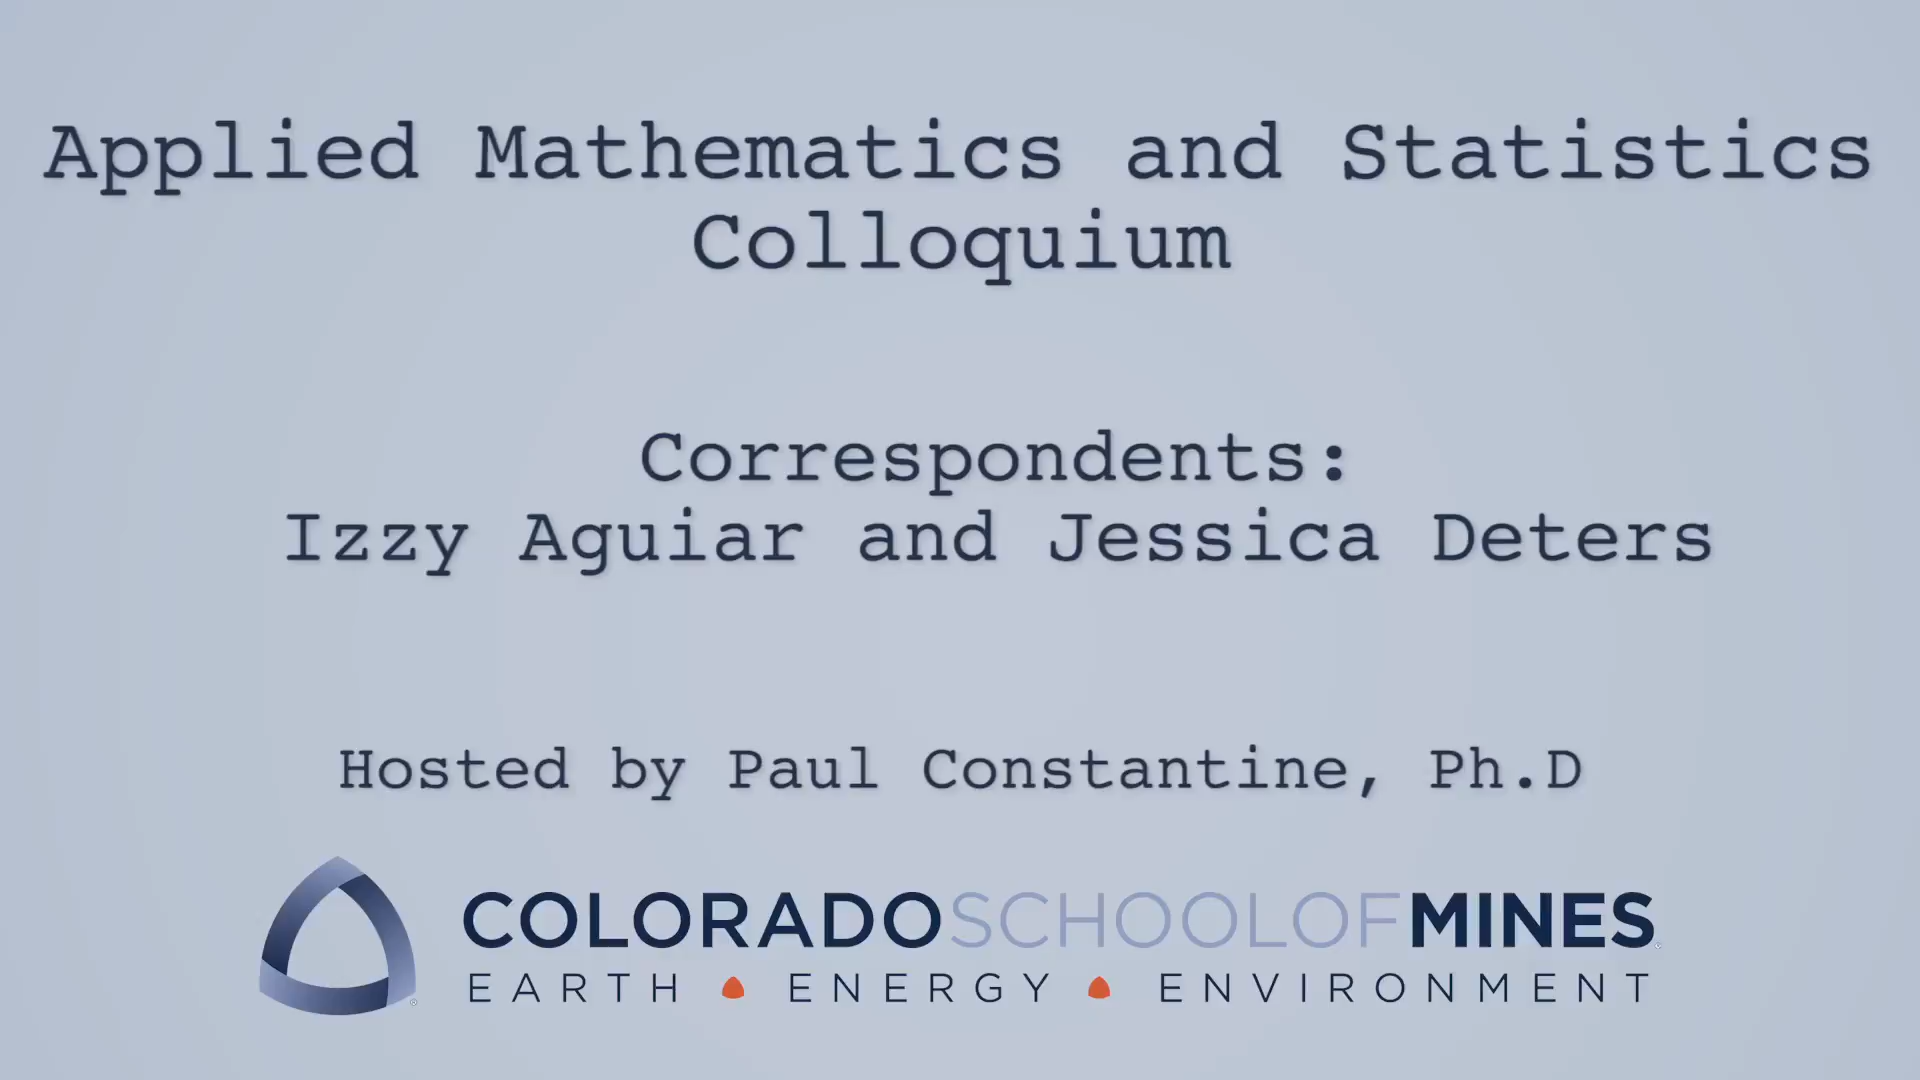 Applied Mathematics and Statistics
Colloquium
Correspondents:
Izzy Aguiar and Jessica Deters
Hosted by Paul Constantine, Ph.D
COLORADOSCHOOLOFMINES
EARTH ENERGY ENVIRONMENT